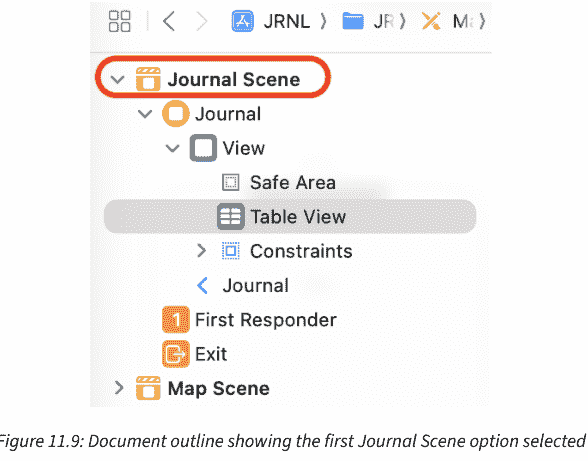 JRNL 〉 JR 〉 Ma 〉
Journal Scene
Journal
View
Safe Area
Table View
Constraints
Journal
1 First Responder
Exit
Map Scene
Figure 11.9: Document outline showing the first Journal Scene option selected